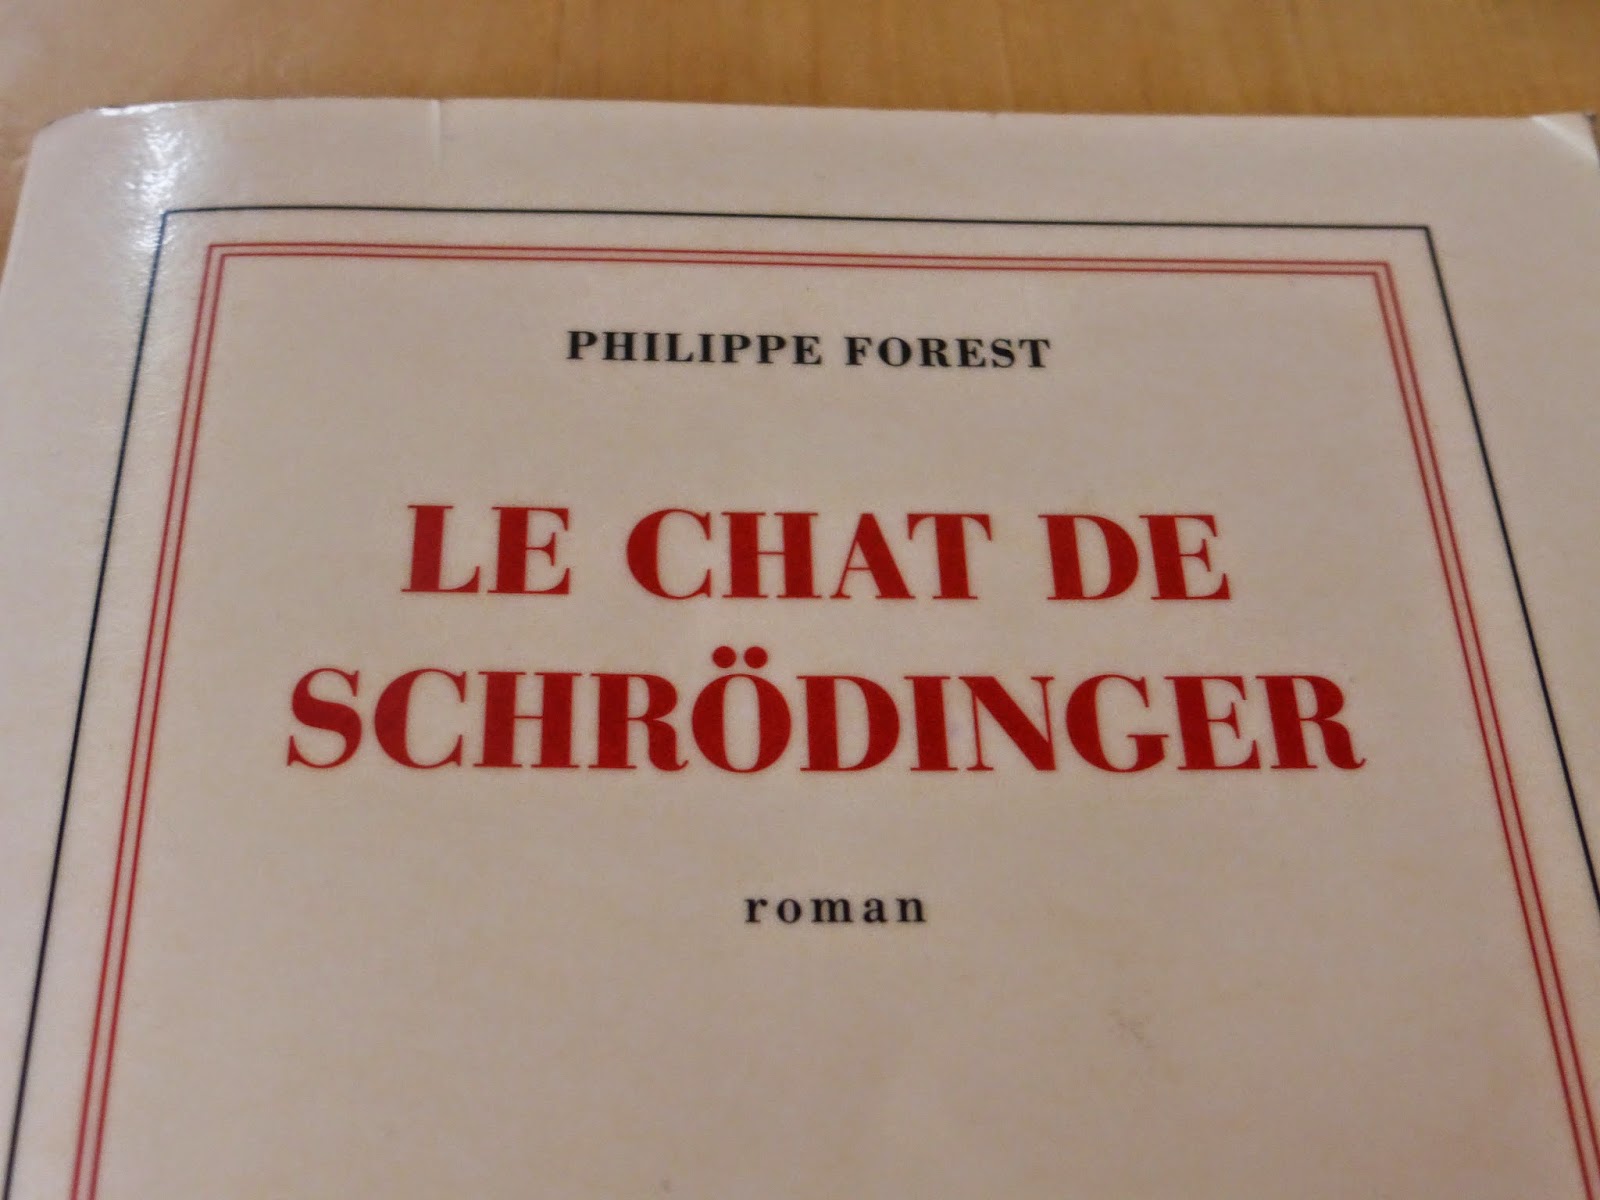 PHILIPPE FOREST
LE CHAT DE
SCHRÖDINGER
roman